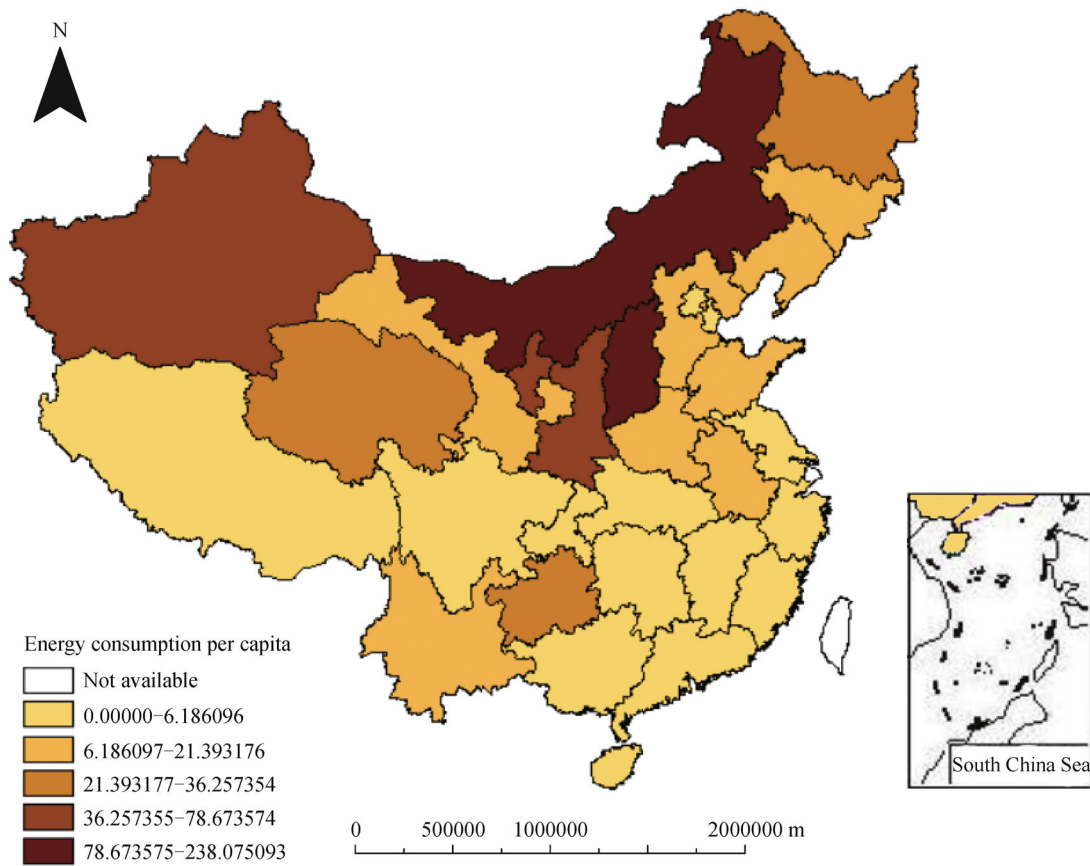 N
Energy consumption per capita
Not available
0.00000−6.186096
6.186097−21.393176
21.393177−36.257354
36.257355−78.673574
78.673575−238.075093
0 500000 1000000 2000000 m
South China Sea